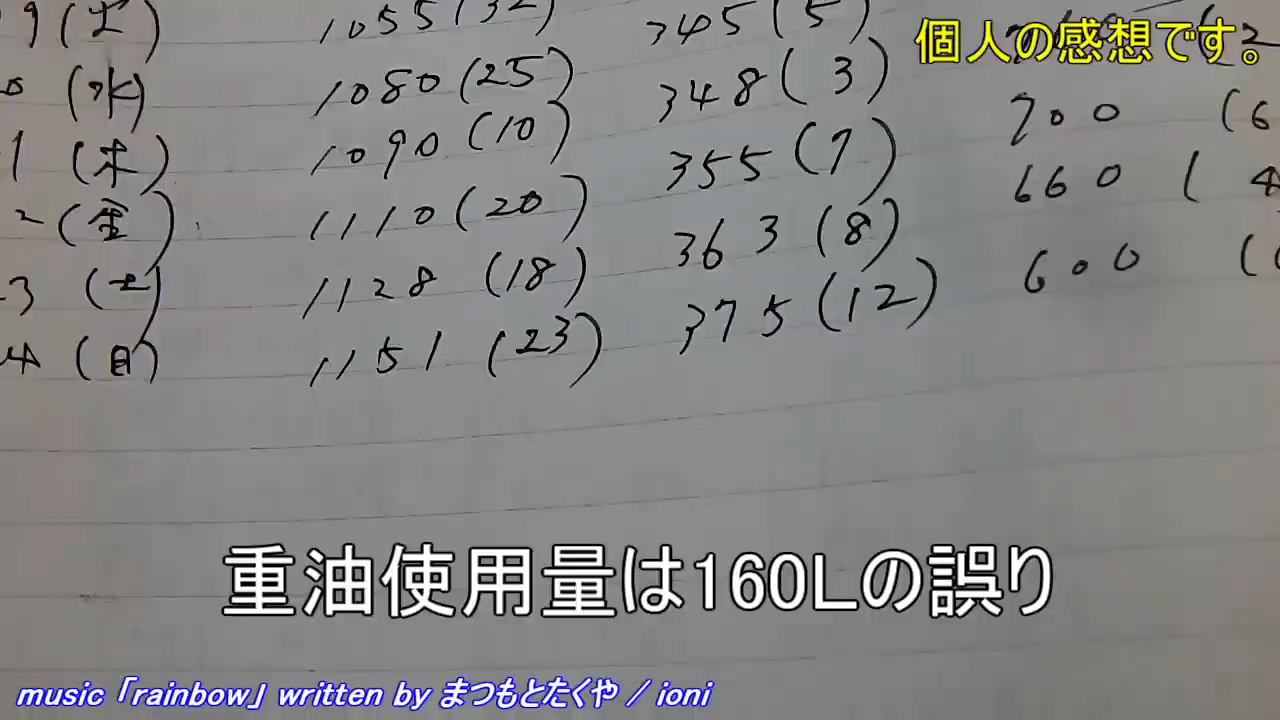 個人の感想です。
9(火) 1055(32) 345(5)
(水) 1080(25) 348(3) 700 (6
1 (木) 1090(10) 355(7) 660 (4
2(金) 1110(20) 363(8) 600 (
3 (土) 1128 (18) 375(12)
4 (日) 1151 (23)
重油使用量は160Lの誤り
music「rainbow」written by まつもとたくや / ioni